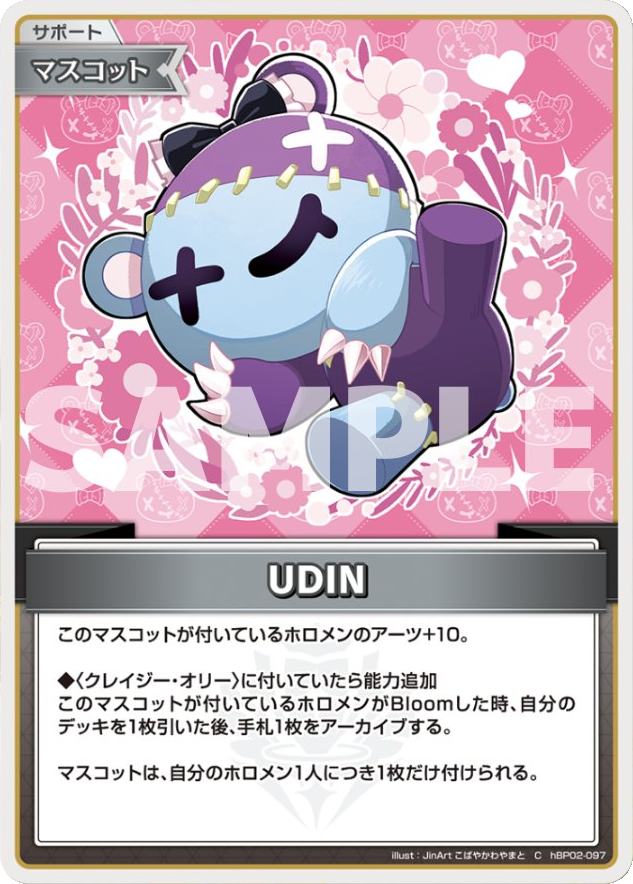 サポート
マスコット
SAMPLE
UDIN
このマスコットが付いているホロメンのアーツ+10。
◆〈クレイジー・オリー〉に付いていたら能力追加
このマスコットが付いているホロメンがBloomした時、自分の
デッキを1枚引いた後、手札1枚をアーカイブする。
マスコットは、自分のホロメン1人につき1枚だけ付けられる。
illust：JinArt こばやかわやまと C hBP02-097